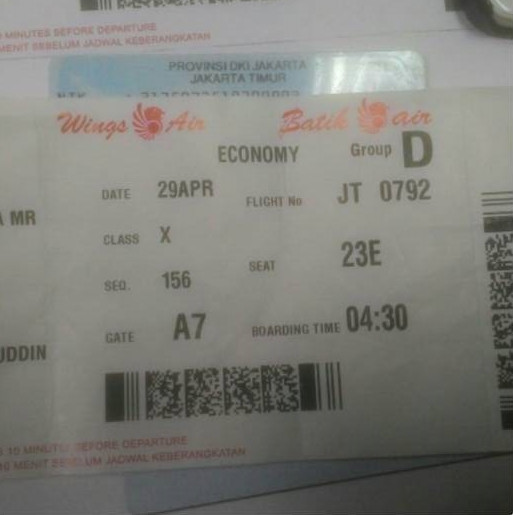 MINUTES BEFORE DEPARTURE
MENIT SEBELUM JADWAL KEBERANGKATAN
PROVINSI DKI JAKARTA
JAKARTA TIMUR
NIK
Wings Air Batik air
ECONOMY Group D
DATE 29APR FLIGHT No JT 0792
A MR
CLASS X
SEAT 23E
SEQ. 156
GATE A7 BOARDING TIME 04:30
UDDIN
10 MINUTES BEFORE DEPARTURE
10 MENIT SEBELUM JADWAL KEBERANGKATAN